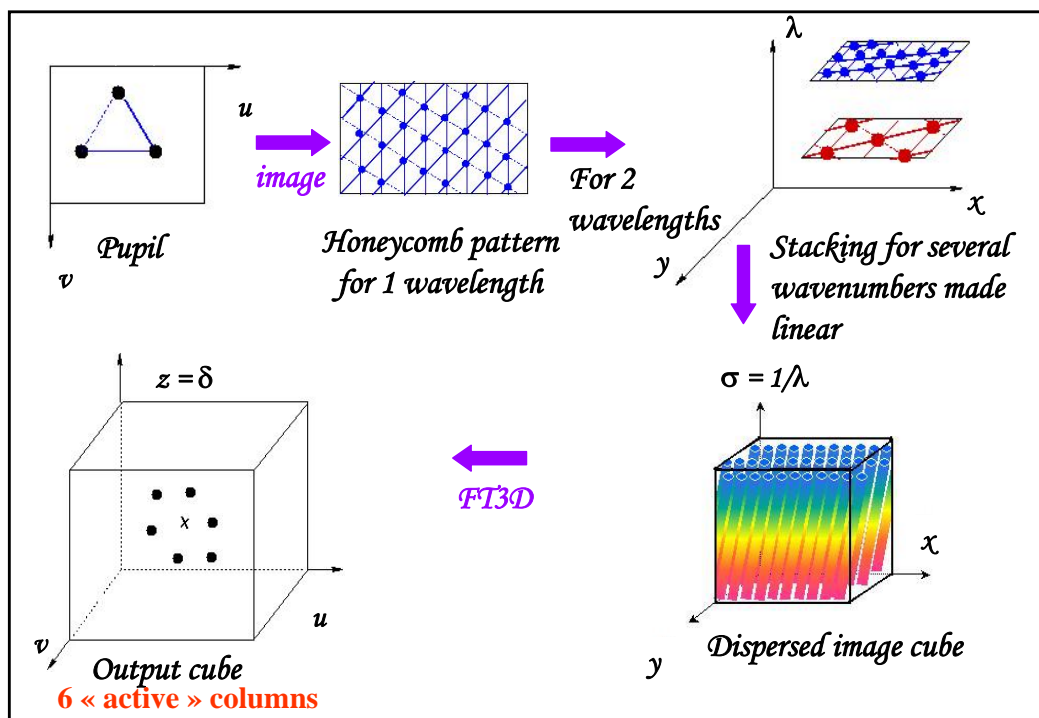 u
v
Pupil
image
Honeycomb pattern
for 1 wavelength
For 2
wavelengths
λ
x
y
Stacking for several
wavenumbers made
linear
σ = 1/λ
x
y
Dispersed image cube
FT3D
z = δ
x
u
v
Output cube
6 « active » columns